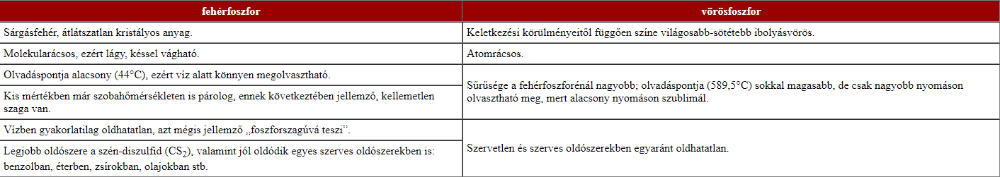 fehérfoszfor
vörösfoszfor
Sárgásfehér, átlátszatlan kristályos anyag.
Keletkezési körülményeitől függően színe világosabb-sötétebb ibolyásvörös.
Molekularácsos, ezért lágy, késsel vágható.
Atomrácsos.
Olvadáspontja alacsony (44°C), ezért víz alatt könnyen megolvasztható.
Sűrűsége a fehérfoszforénál nagyobb; olvadáspontja (589,5°C) sokkal magasabb, de csak nagyobb nyomáson
olvasztható meg, mert alacsony nyomáson szublimál.
Kis mértékben már szobahőmérsékleten is párolog, ennek következtében jellemző, kellemetlen
szaga van.
Vízben gyakorlatilag oldhatatlan, azt mégis jellemző „foszforszagúvá teszi”.
Szervetlen és szerves oldószerekben egyaránt oldhatatlan.
Legjobb oldószere a szén-diszulfid (CS₂), valamint jól oldódik egyes szerves oldószerekben is:
benzolban, éterben, zsírokban, olajokban stb.